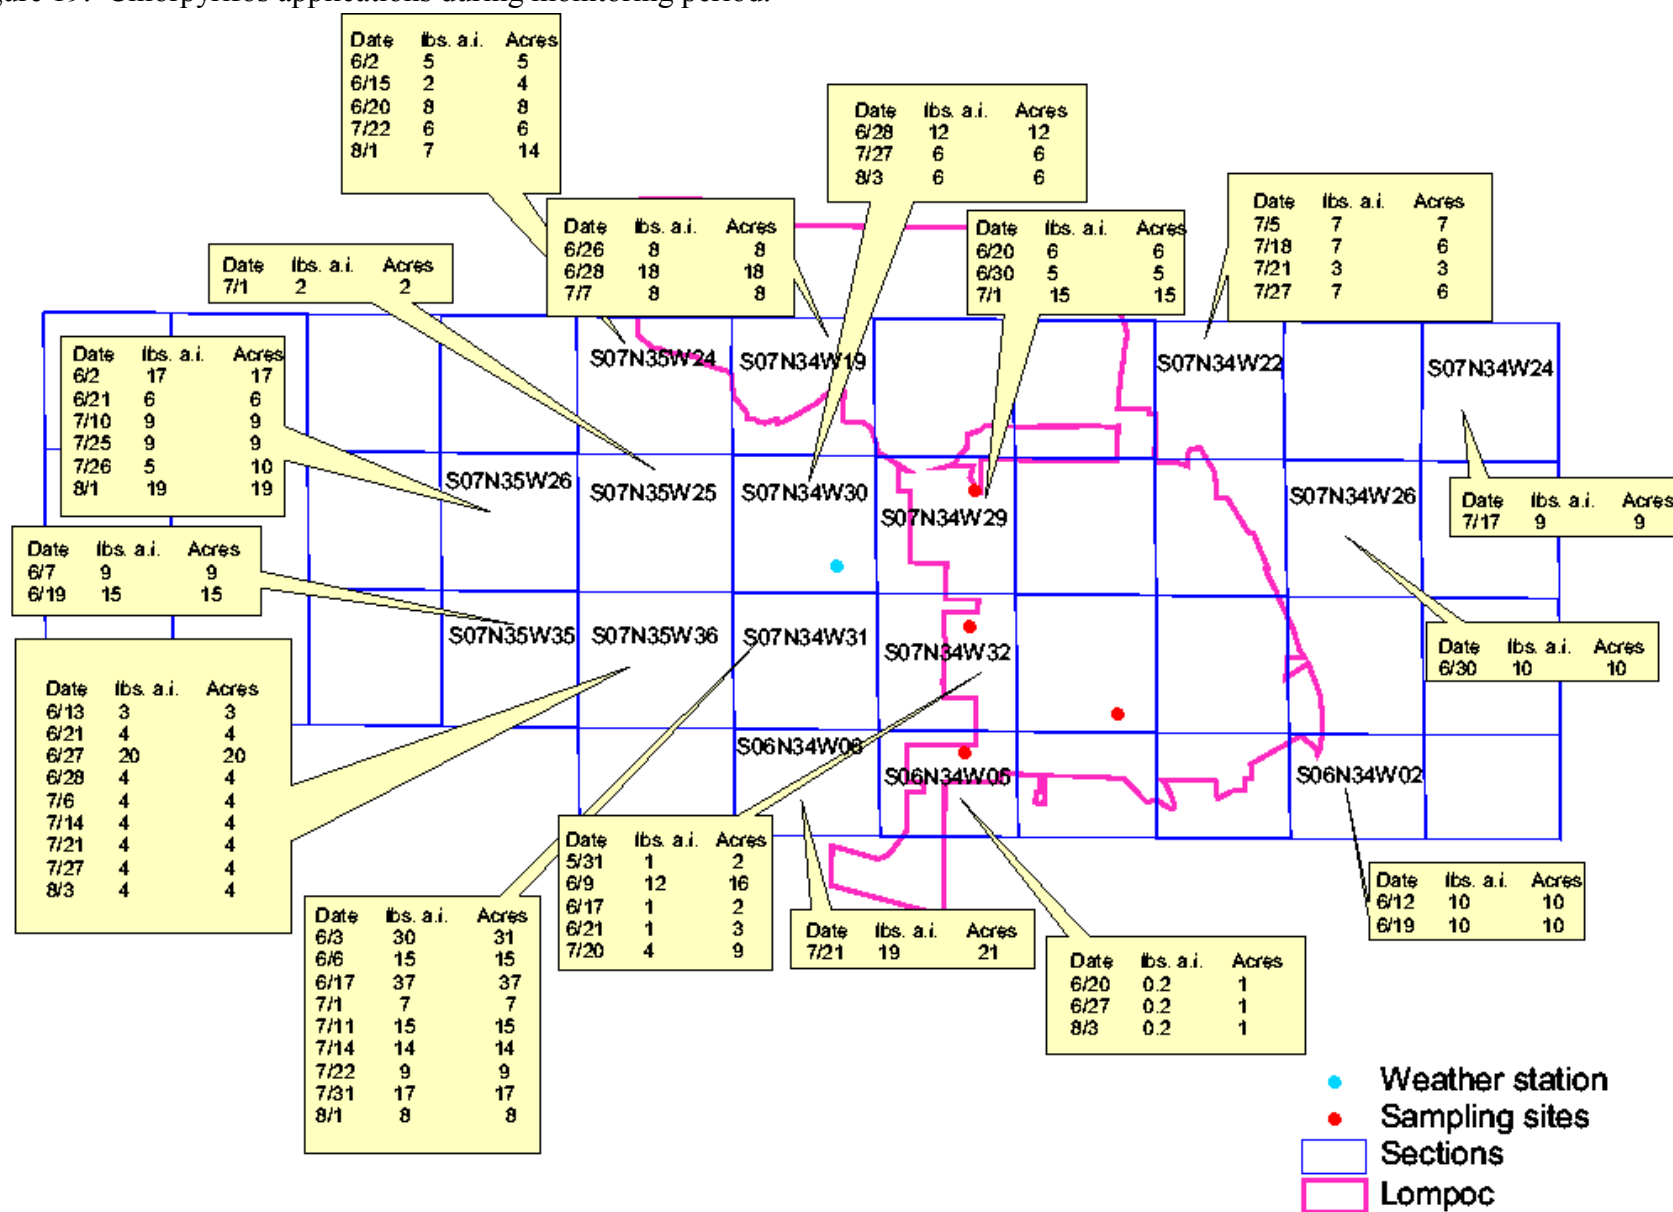 gure 19. Chlorpyrifos applications during monitoring period.
Date lbs. a.i. Acres
6/2 5 5
6/15 2 4
6/20 8 8
7/22 6 6
8/1 7 14
Date lbs. a.i. Acres
6/28 12 12
7/27 6 6
8/3 6 6
Date lbs. a.i. Acres
7/5 7 7
7/18 7 6
7/21 3 3
7/27 7 6
Date lbs. a.i. Acres
6/26 8 8
6/28 18 18
7/7 8 8
Date lbs. a.i. Acres
6/20 6 6
6/30 5 5
7/1 15 15
Date lbs. a.i. Acres
7/1 2 2
Date lbs. a.i. Acres
6/2 17 17
6/21 6 6
7/10 9 9
7/25 9 9
7/26 5 10
8/1 19 19
S07N35W24
S07N34W19
S07N34W22
S07N34W24
S07N35W26
S07N35W25
S07N34W30
S07N34W29
S07N34W26
Date lbs. a.i. Acres
7/17 9 9
Date lbs. a.i. Acres
6/7 9 9
6/19 15 15
S07N35W35
S07N35W36
S07N34W31
S07N34W32
Date lbs. a.i. Acres
6/30 10 10
Date lbs. a.i. Acres
6/13 3 3
6/21 4 4
6/27 20 20
6/28 4 4
7/6 4 4
7/14 4 4
7/21 4 4
7/27 4 4
8/3 4 4
S06N34W06
S06N34W05
S06N34W02
Date lbs. a.i. Acres
5/31 1 2
6/9 12 16
6/17 1 2
6/21 1 3
7/20 4 9
Date lbs. a.i. Acres
6/12 10 10
6/19 10 10
Date lbs. a.i. Acres
6/3 30 31
6/6 15 15
6/17 37 37
7/1 7 7
7/11 15 15
7/14 14 14
7/22 9 9
7/31 17 17
8/1 8 8
Date lbs. a.i. Acres
7/21 19 21
Date lbs. a.i. Acres
6/20 0.2 1
6/27 0.2 1
8/3 0.2 1
Weather station
Sampling sites
Sections
Lompoc